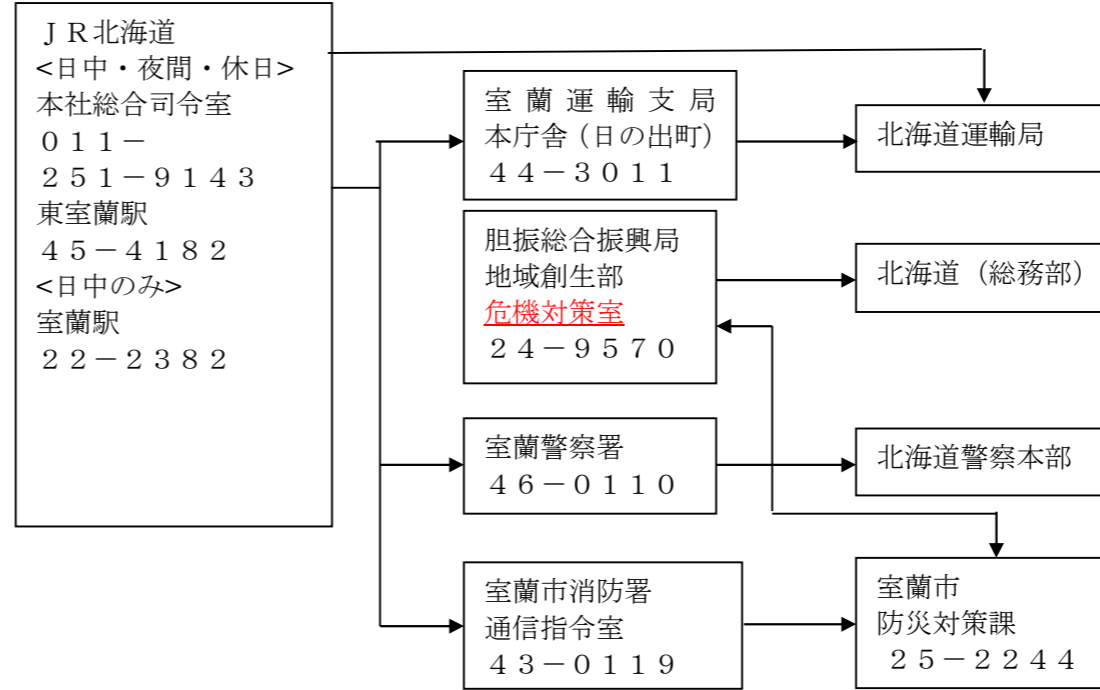 ＪＲ北海道
<日中・夜間・休日>
本社総合司令室
０１１－
２５１－９１４３
東室蘭駅
４５－４１８２
<日中のみ>
室蘭駅
２２－２３８２
室蘭運輸支局
本庁舎（日の出町）
４４－３０１１
北海道運輸局
胆振総合振興局
地域創生部
危機対策室
２４－９５７０
北海道（総務部）
室蘭警察署
４６－０１１０
北海道警察本部
室蘭市消防署
通信指令室
４３－０１１９
室蘭市
防災対策課
２５－２２４４